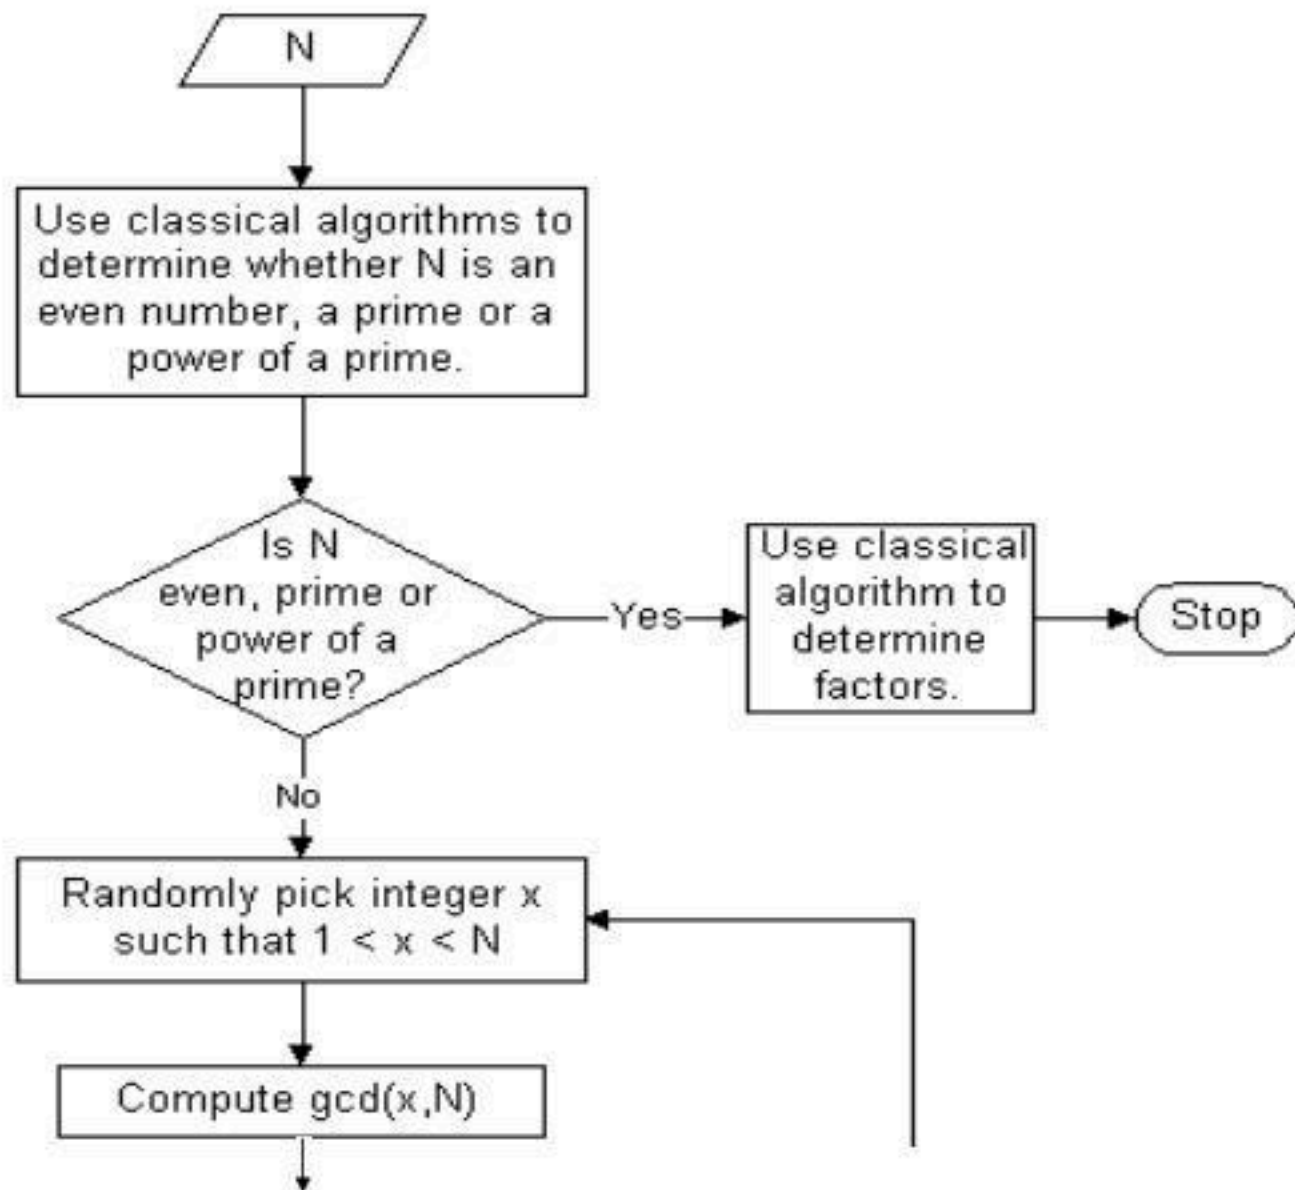 N
Use classical algorithms to
determine whether N is an
even number, a prime or a
power of a prime.
Is N
even, prime or
power of a
prime?
Yes
Use classical
algorithm to
determine
factors.
Stop
No
Randomly pick integer x
such that 1 < x < N
Compute gcd(x,N)